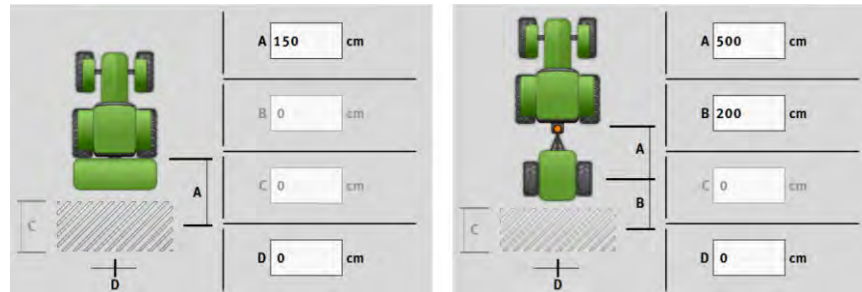 A 150 cm
B 0 cm
A
C 0 cm
C
D 0 cm
D
A 500 cm
B 200 cm
A
B
C 0 cm
C
D 0 cm
D